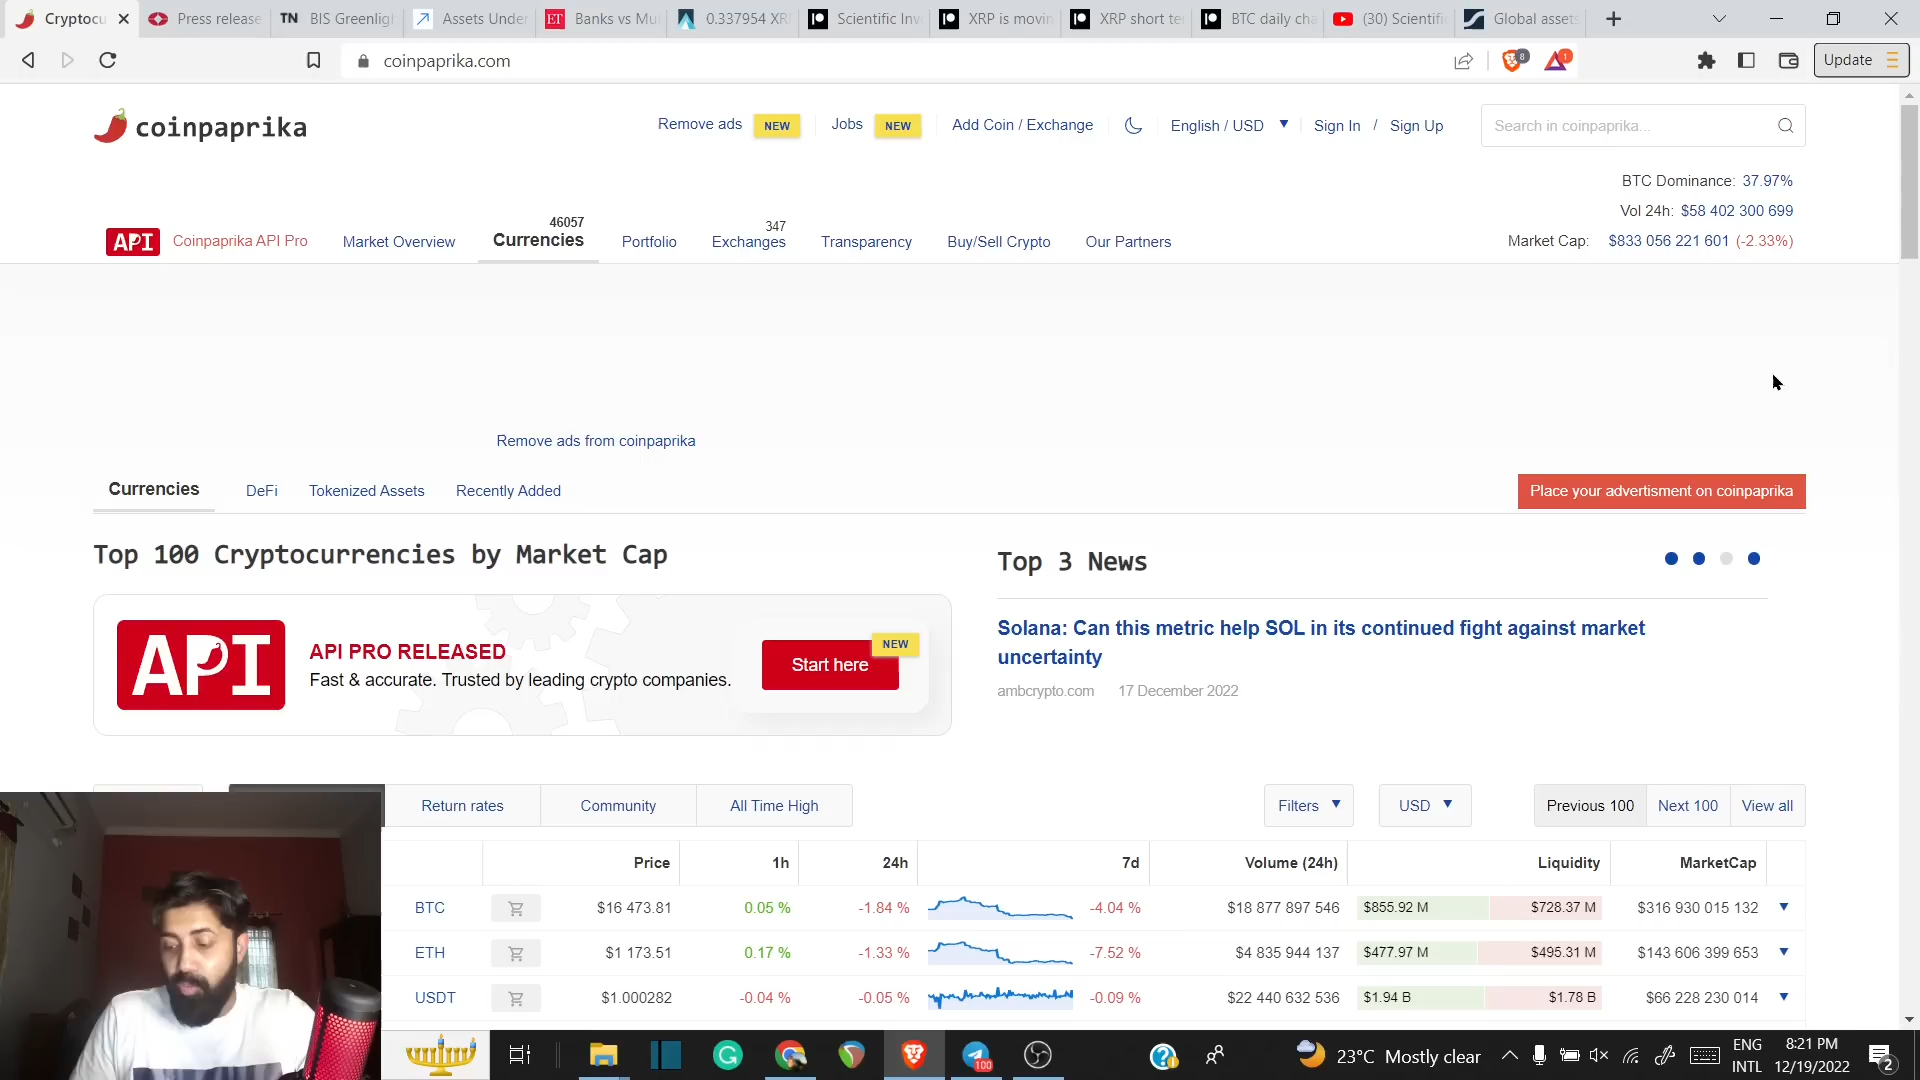 Cryptocu
Press release
TN BIS Greenlig
Assets Unde
ET Banks vs Mu
0.337954 XR
Scientific Inv
XRP is movin
XRP short te
BTC daily cha
(30) Scientifi
Global assets
coinpaprika.com
8
1
Update
coinpaprika
Remove ads NEW
Jobs NEW
Add Coin / Exchange
English / USD
Sign In / Sign Up
Search in coinpaprika...
BTC Dominance: 37.97%
Vol 24h: $58 402 300 699
Market Cap: $833 056 221 601 (-2.33%)
API Coinpaprika API Pro
Market Overview
46057
Currencies
Portfolio
347
Exchanges
Transparency
Buy/Sell Crypto
Our Partners
Remove ads from coinpaprika
Currencies DeFi Tokenized Assets Recently Added
Place your advertisment on coinpaprika
Top 100 Cryptocurrencies by Market Cap
API
API PRO RELEASED
Fast & accurate. Trusted by leading crypto companies.
Start here
NEW
Top 3 News
Solana: Can this metric help SOL in its continued fight against market
uncertainty
ambcrypto.com 17 December 2022
Return rates Community All Time High
Filters USD Previous 100 Next 100 View all
Price 1h 24h 7d Volume (24h) Liquidity MarketCap
BTC $16 473.81 0.05 % -1.84 % -4.04 % $18 877 897 546 $855.92 M $728.37 M $316 930 015 132
ETH $1 173.51 0.17 % -1.33 % -7.52 % $4 835 944 137 $477.97 M $495.31 M $143 606 399 653
USDT $1.000282 -0.04 % -0.05 % -0.09 % $22 440 632 536 $1.94 B $1.78 B $66 228 230 014
100
23°C Mostly clear
ENG
INTL
8:21 PM
12/19/2022
2